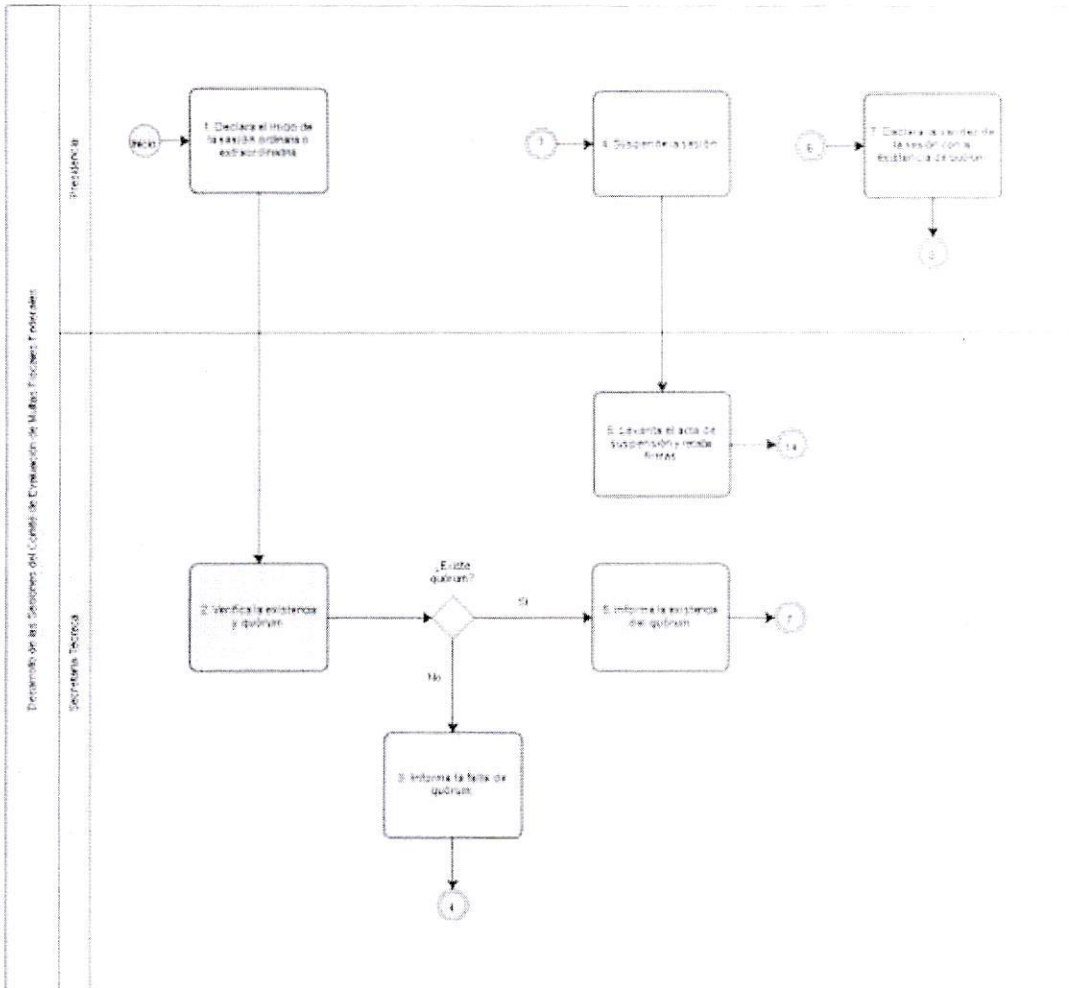 Desarrollo de las Sesiones del Comité de Evaluación de Multas Fiscales Federales
Presidencia
Inicio
1. Declara el inicio de
la sesión ordinaria o
extraordinaria
3
4. Suspende la sesión
6
7. Declara la validez de
la sesión con la
existencia de quórum
Secretaría Técnica
5. Levanta el acta de
suspensión y recaba
firmas
14
2. Verifica la existencia
y quórum
¿Existe
quórum?
Sí
No
6. Informa la existencia
del quórum
7
3. Informa la falta de
quórum
4